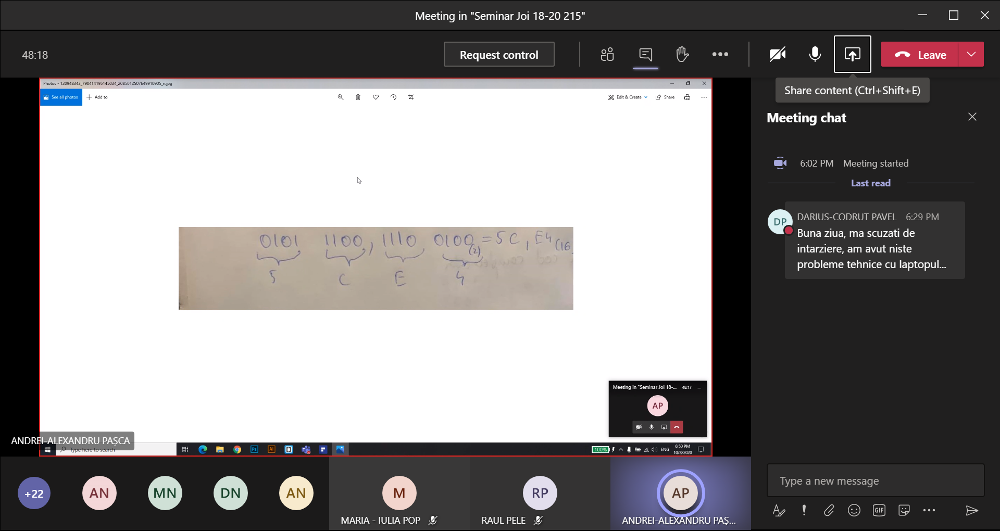 Meeting in "Seminar Joi 18-20 215"
48:18
Request control
Leave
Share content (Ctrl+Shift+E)
Photos - 120948343_790414195145034_2085012507649910905_n.jpg
See all photos
Add to
Edit & Create
Share
0101 1100, 1110 0100(2) = 5C, E4(16
5 C E 4
Meeting in "Seminar Joi 18-... 48:17
AP
ANDREI-ALEXANDRU PAȘCA
Type here to search
Ps
Ai
100%
ENG
6:50 PM
10/8/2020
+22
AN
MN
DN
AN
M
MARIA - IULIA POP
RP
RAUL PELE
AP
ANDREI-ALEXANDRU PAȘ...
Meeting chat
6:02 PM Meeting started
Last read
DP
DARIUS-CODRUT PAVEL 6:29 PM
Buna ziua, ma scuzati de
intarziere, am avut niste
probleme tehnice cu laptopul...
Type a new message
GIF